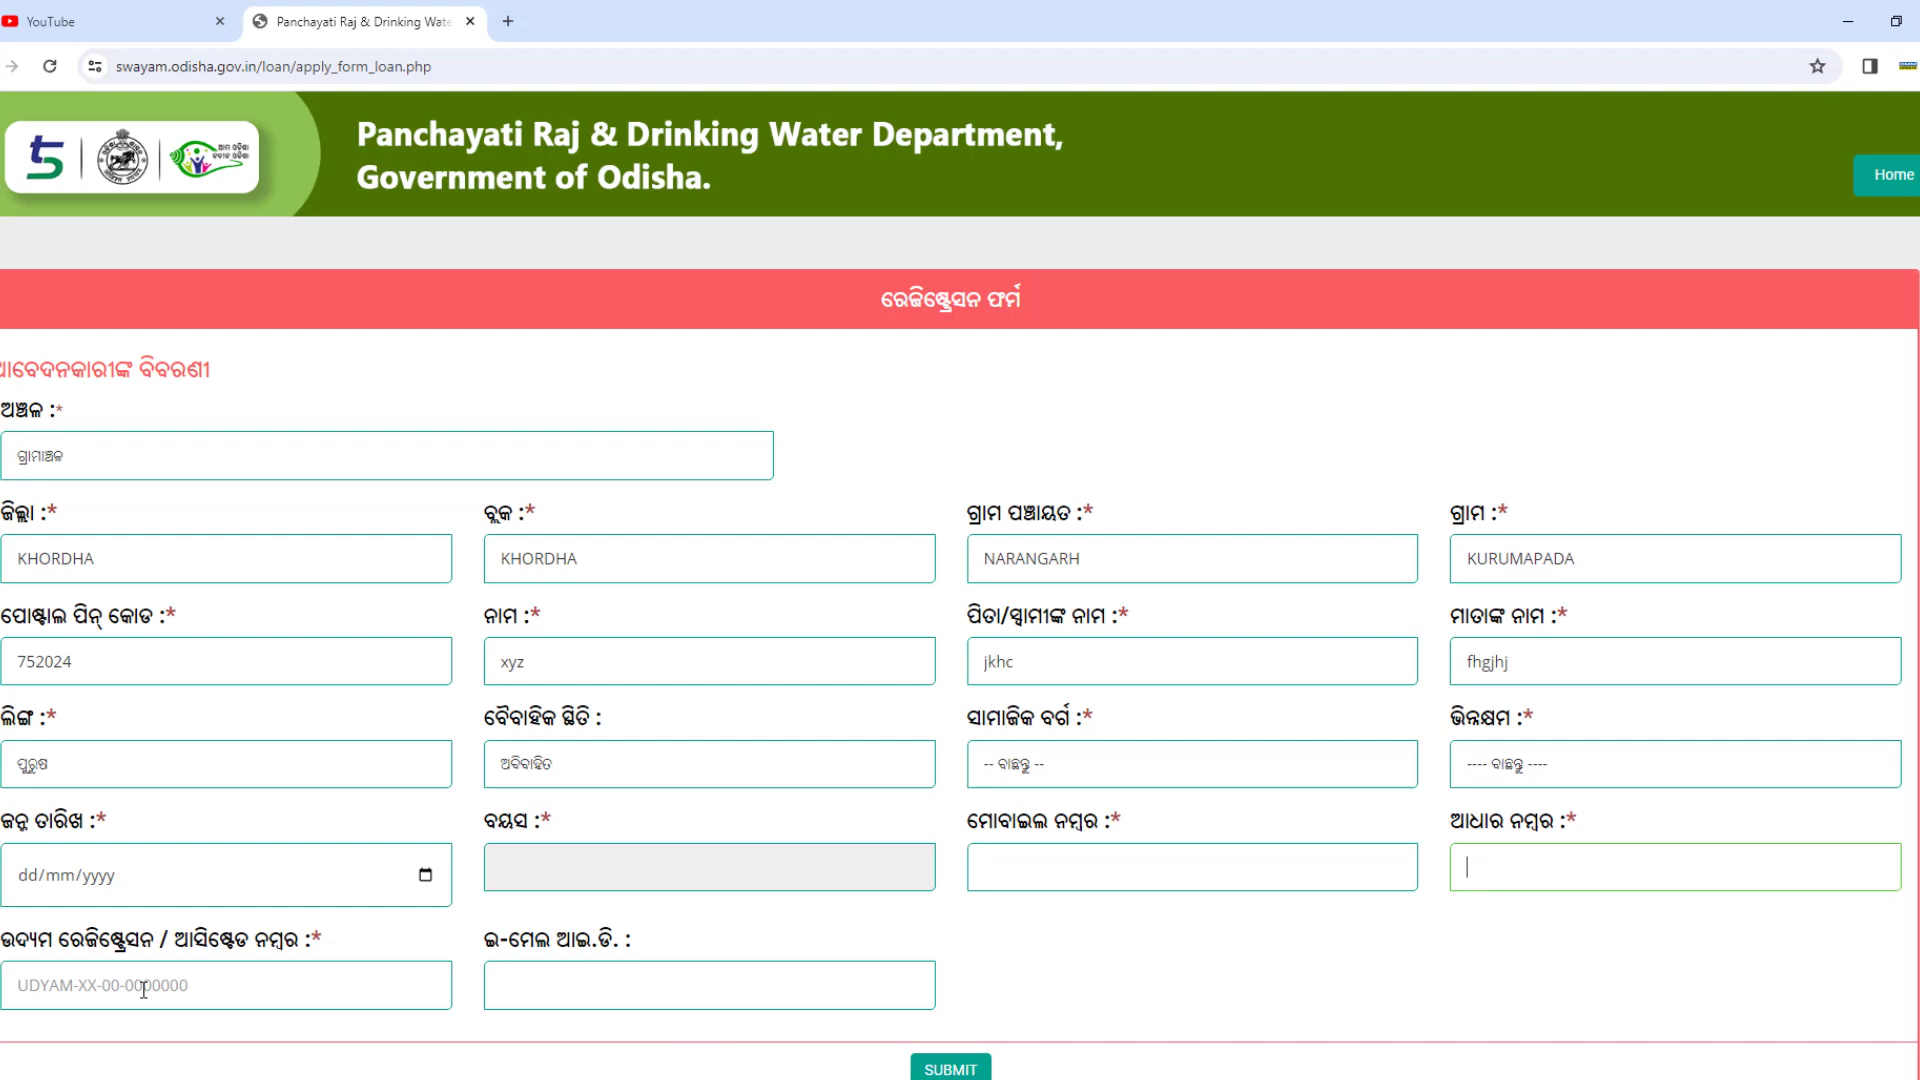 YouTube
Panchayati Raj & Drinking Wate
swayam.odisha.gov.in/loan/apply_form_loan.php
Panchayati Raj & Drinking Water Department,
Government of Odisha.
Home
ରେଜିଷ୍ଟ୍ରେସନ ଫର୍ମ
ଆବେଦନକାରୀଙ୍କ ବିବରଣୀ
ଅଞ୍ଚଳ :*
ଗ୍ରାମାଞ୍ଚଳ
ଜିଲ୍ଲା :* ବ୍ଲକ :* ଗ୍ରାମ ପଞ୍ଚାୟତ :* ଗ୍ରାମ :*
KHORDHA KHORDHA NARANGARH KURUMAPADA
ପୋଷ୍ଟାଲ ପିନ୍ କୋଡ :* ନାମ :* ପିତା/ସ୍ୱାମୀଙ୍କ ନାମ :* ମାତାଙ୍କ ନାମ :*
752024 xyz jkhc fhgjhj
ଲିଙ୍ଗ :* ବୈବାହିକ ସ୍ଥିତି : ସାମାଜିକ ବର୍ଗ :* ଭିନ୍ନକ୍ଷମ :*
ପୁରୁଷ ଅବିବାହିତ -- ବାଛନ୍ତୁ -- ---- ବାଛନ୍ତୁ ----
ଜନ୍ମ ତାରିଖ :* ବୟସ :* ମୋବାଇଲ ନମ୍ବର :* ଆଧାର ନମ୍ବର :*
dd/mm/yyyy
ଉଦ୍ୟମ ରେଜିଷ୍ଟ୍ରେସନ / ଆସିଷ୍ଟେଡ ନମ୍ବର :* ଇ-ମେଲ ଆଇ.ଡି. :
UDYAM-XX-00-0000000
SUBMIT